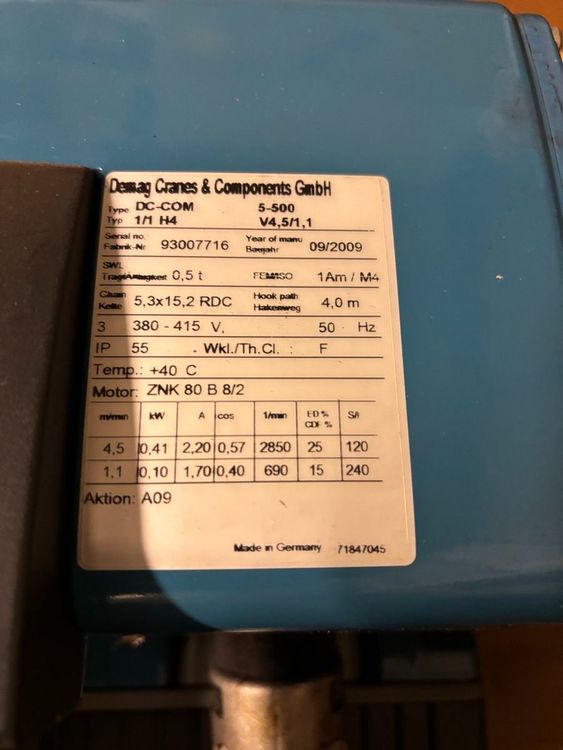 Demag Cranes & Components GmbH
Type DC-COM 5-500
Typ 1/1 H4 V4,5/1,1
Serial no. Year of manu
Fabrik-Nr 93007716 Baujahr 09/2009
SWL
Tragfähigkeit 0,5 t FEM/ISO 1Am / M4
Chain Hook path
Kette 5,3x15,2 RDC Hakenweg 4,0 m
3 380 - 415 V, 50 Hz
IP 55 . Wkl./Th.Cl. : F
Temp.: +40 C
Motor: ZNK 80 B 8/2
m/min kW A cos 1/min ED % S/I
CDF %
4,5 0,41 2,20 0,57 2850 25 120
1,1 0,10 1,70 0,40 690 15 240
Aktion: A09
Made in Germany 71847045